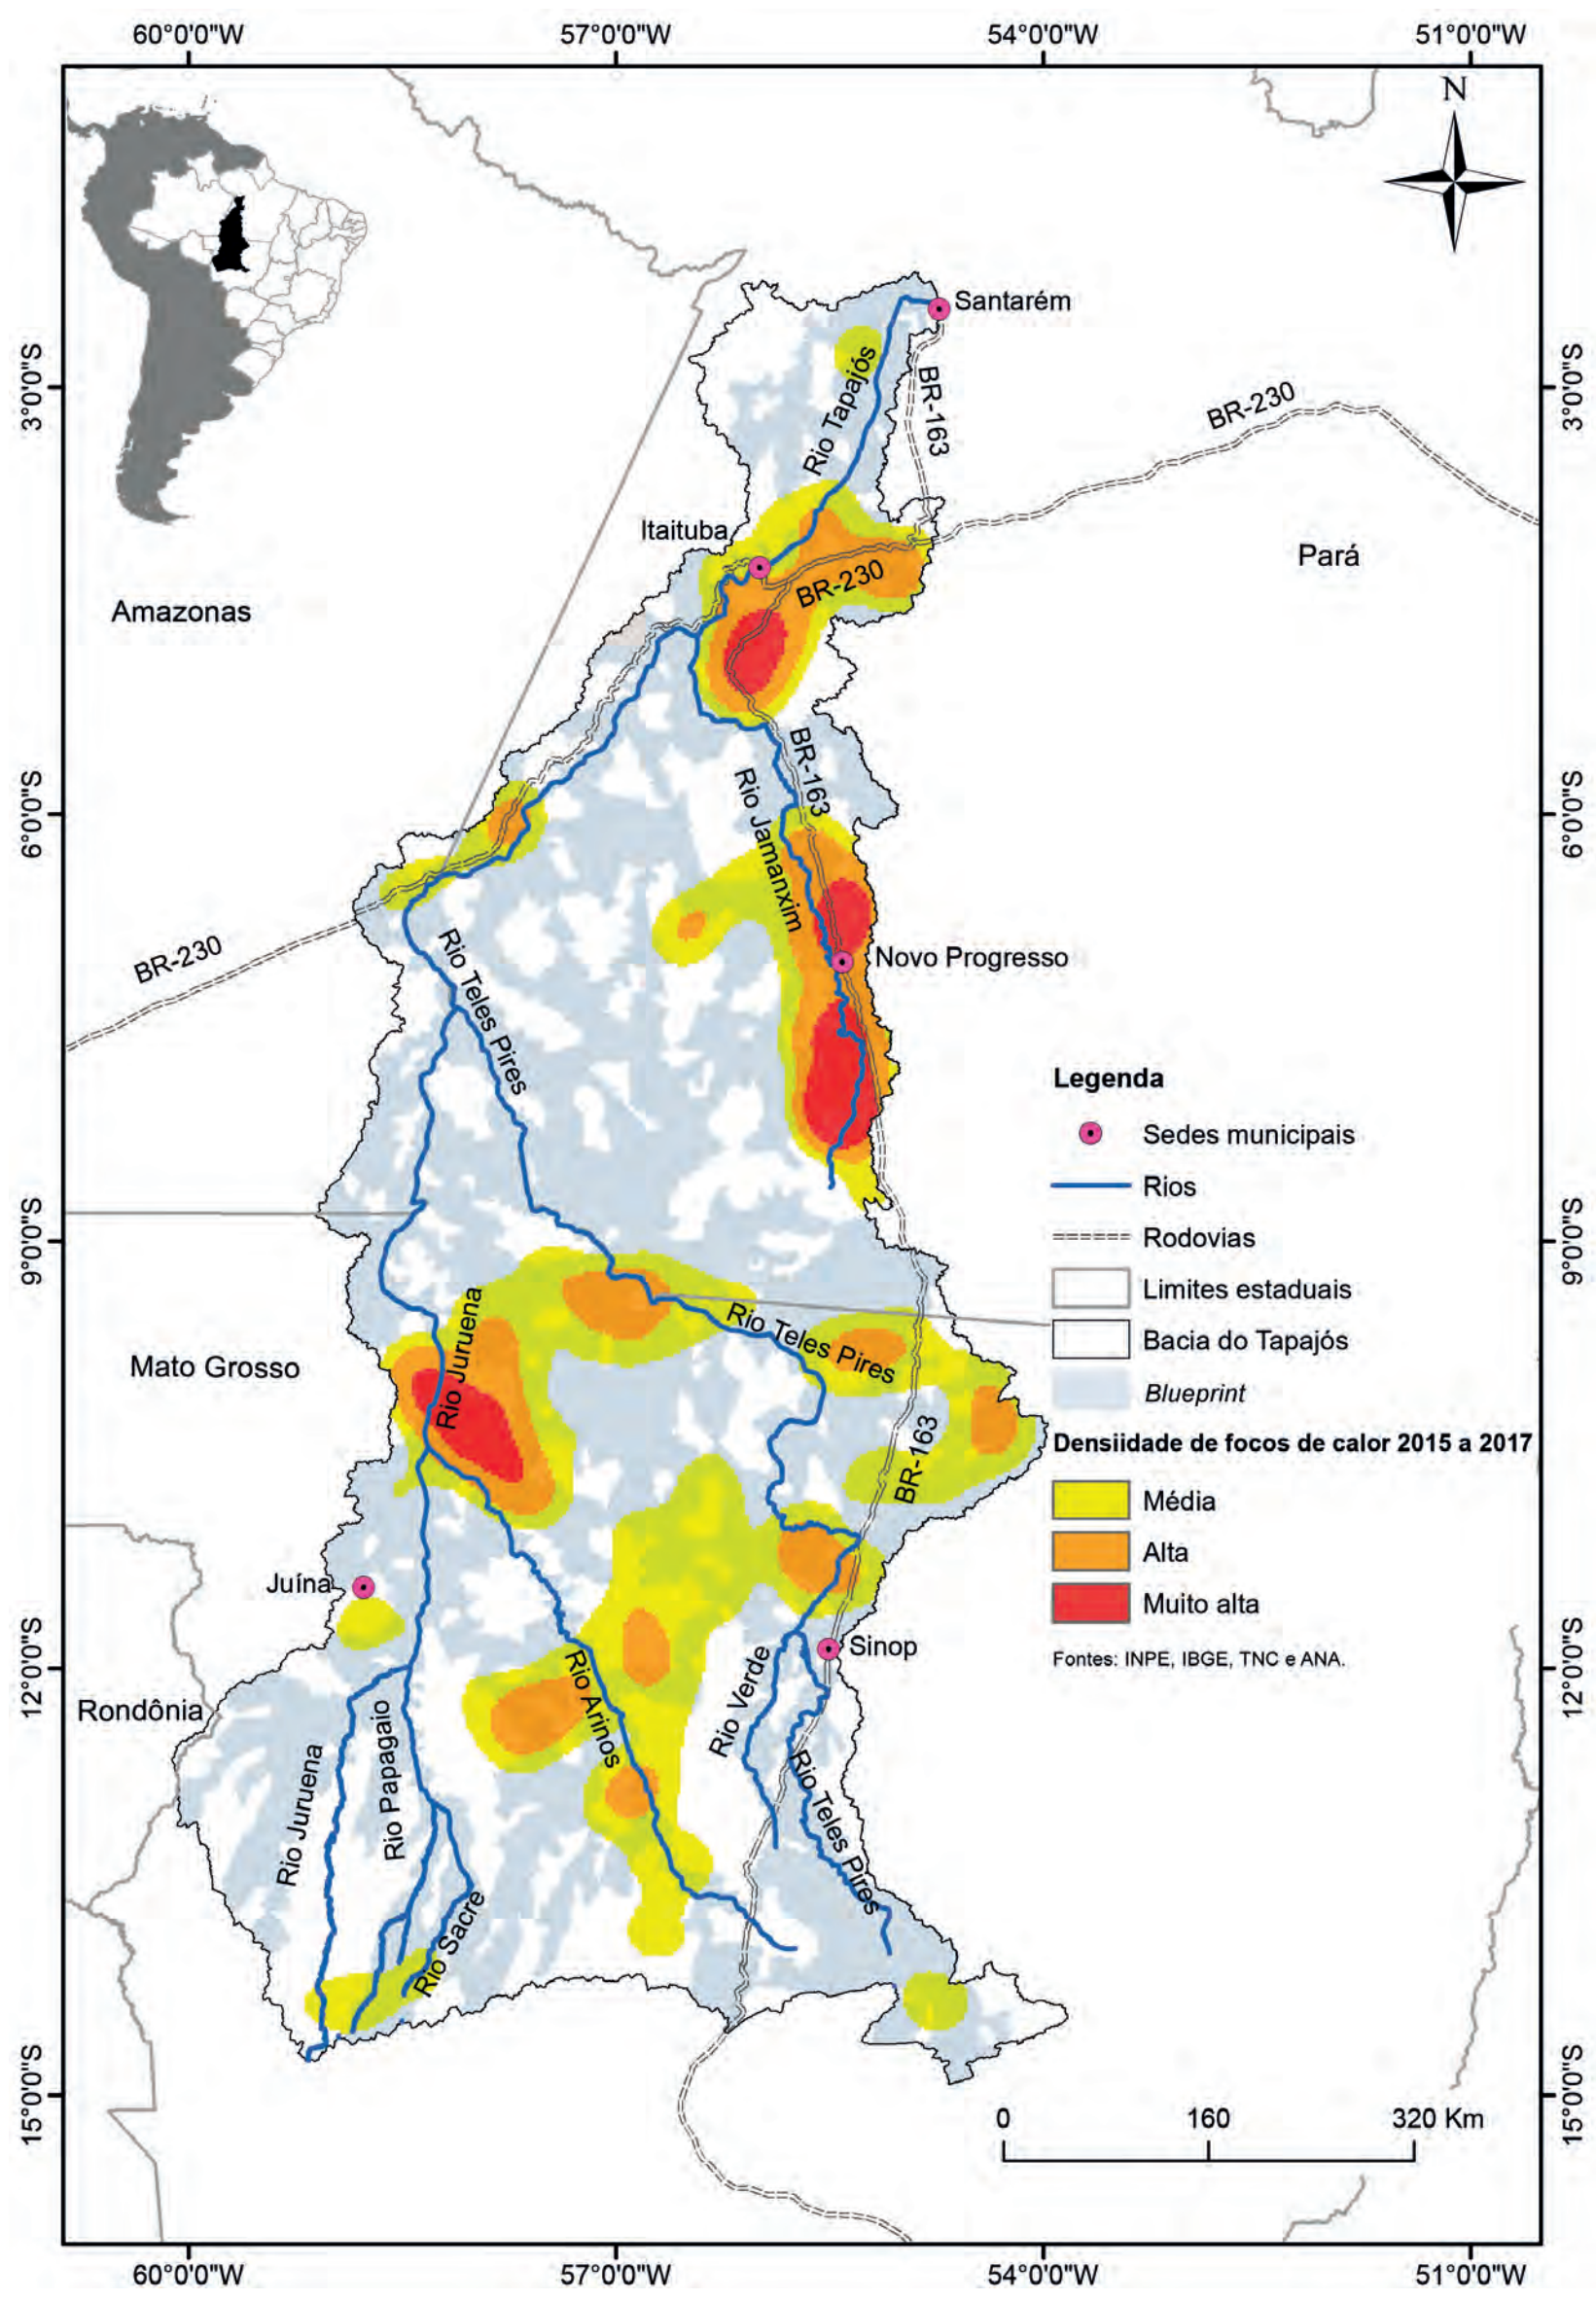 60°0'0"W
57°0'0"W
54°0'0"W
51°0'0"W
N
Santarém
3°0'0"S
3°0'0"S
Rio Tapajós
BR-163
BR-230
Itaituba
Pará
BR-230
Amazonas
BR-163
Rio Jamanxim
6°0'0"S
6°0'0"S
BR-230
Rio Teles Pires
Novo Progresso
Legenda
Sedes municipais
Rios
Rodovias
Limites estaduais
Bacia do Tapajós
Blueprint
Densiidade de focos de calor 2015 a 2017
Média
Alta
Muito alta
Fontes: INPE, IBGE, TNC e ANA.
9°0'0"S
9°0'0"S
Rio Juruena
Rio Teles Pires
Mato Grosso
BR-163
Juína
Sinop
12°0'0"S
12°0'0"S
Rondônia
Rio Arinos
Rio Verde
Rio Papagaio
Rio Juruena
Rio Teles Pires
Rio Sacre
15°0'0"S
15°0'0"S
0 160 320 Km
60°0'0"W
57°0'0"W
54°0'0"W
51°0'0"W